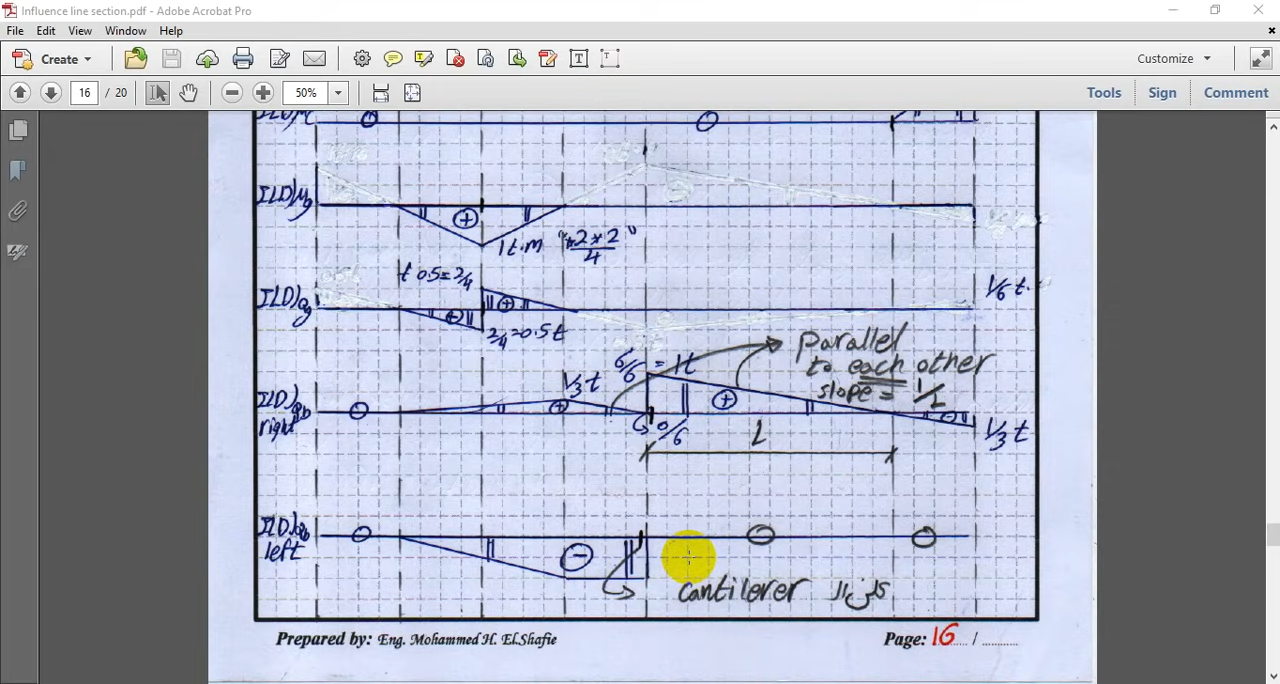 Influence line section.pdf - Adobe Acrobat Pro
File Edit View Window Help
Create
Customize
16 / 20
50%
Tools Sign Comment
ILD)
ILD)
1t.m "2*2/4"
t 0.5=2/4
ILD)Q
2/4=0.5t
1/6 t.
Parallel
to each other
slope = 1/L
6/6 = 1t
1/3 t
ILD)Qb
right
0/6
1/3 t
L
ILD)Qb
left
cantilever
Prepared by: Eng. Mohammed H. ElShafie
Page: 16 /